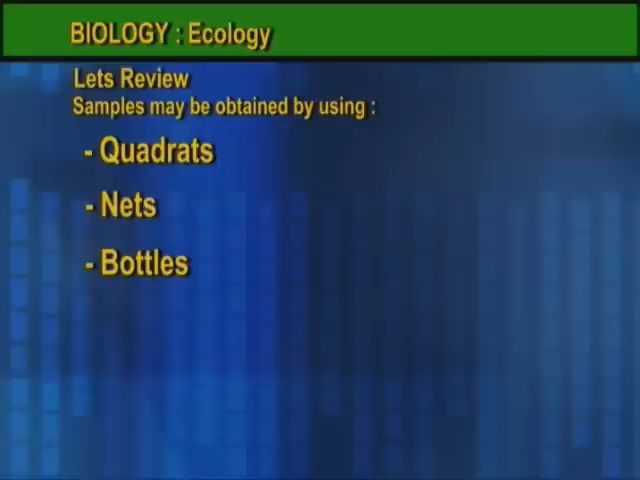 BIOLOGY : Ecology
Lets Review
Samples may be obtained by using :
- Quadrats
- Nets
- Bottles